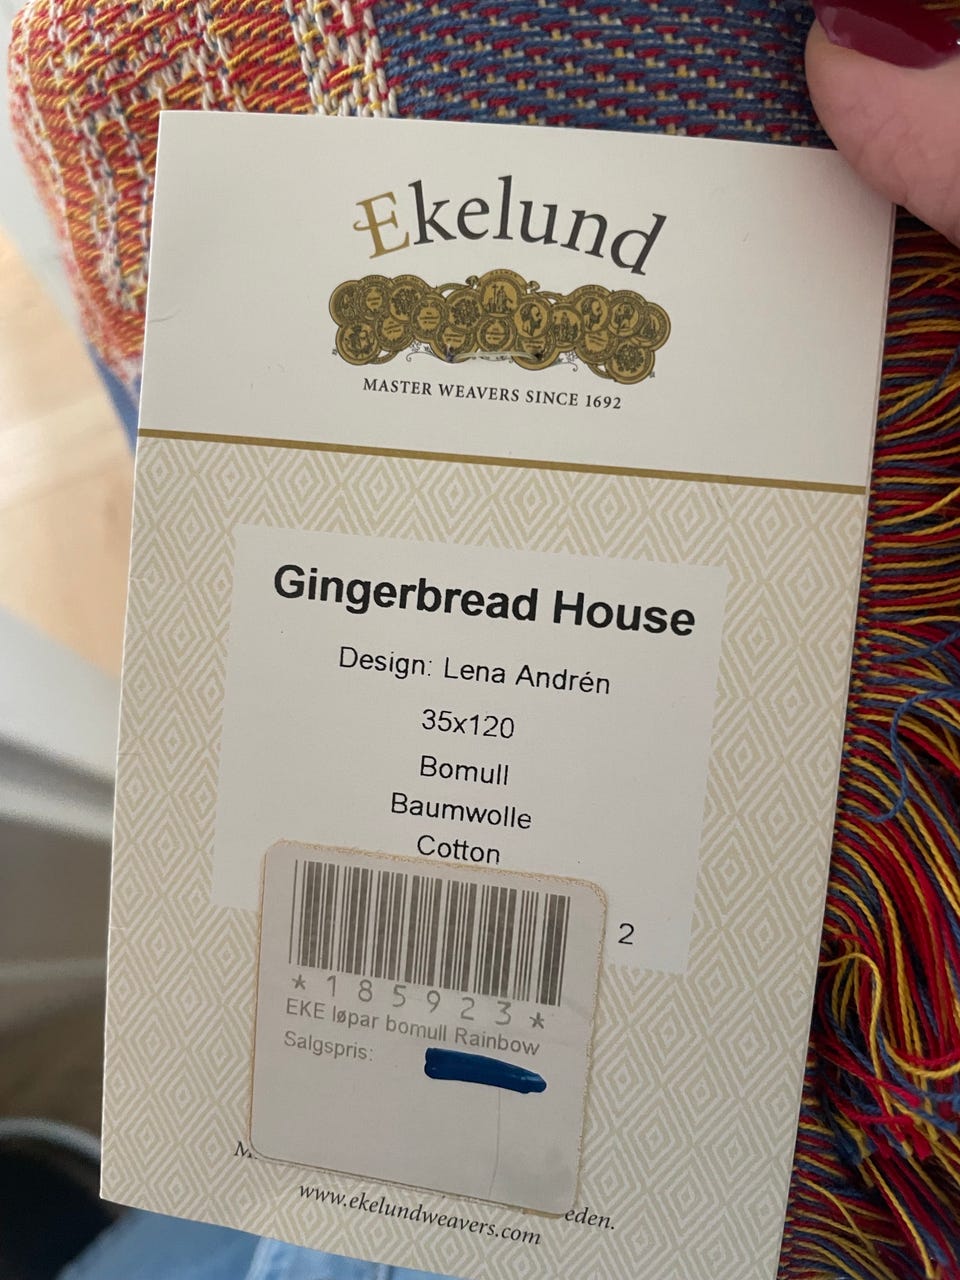 Ekelund
MASTER WEAVERS SINCE 1692
Gingerbread House
Design: Lena Andrén
35x120
Bomull
Baumwolle
Cotton
2
*185923*
EKE løpar bomull Rainbow
Salgspris:
eden.
www.ekelundweavers.com